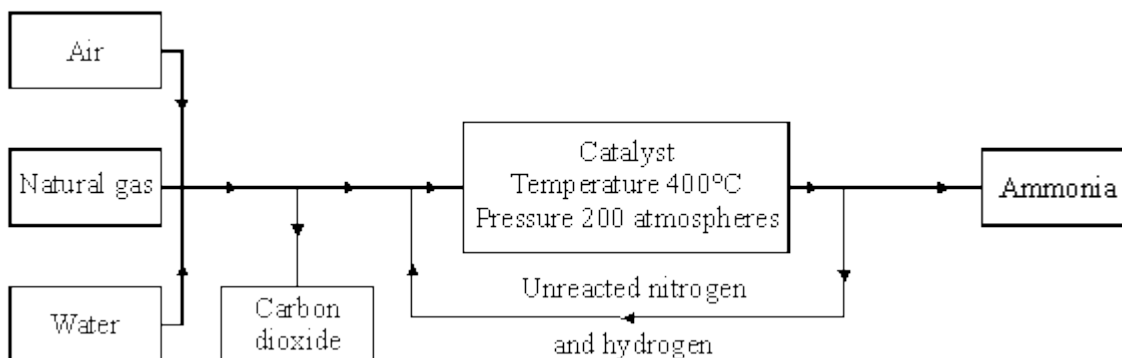 Air
Natural gas
Water
Carbon
dioxide
Catalyst
Temperature 400°C
Pressure 200 atmospheres
Unreacted nitrogen
and hydrogen
Ammonia